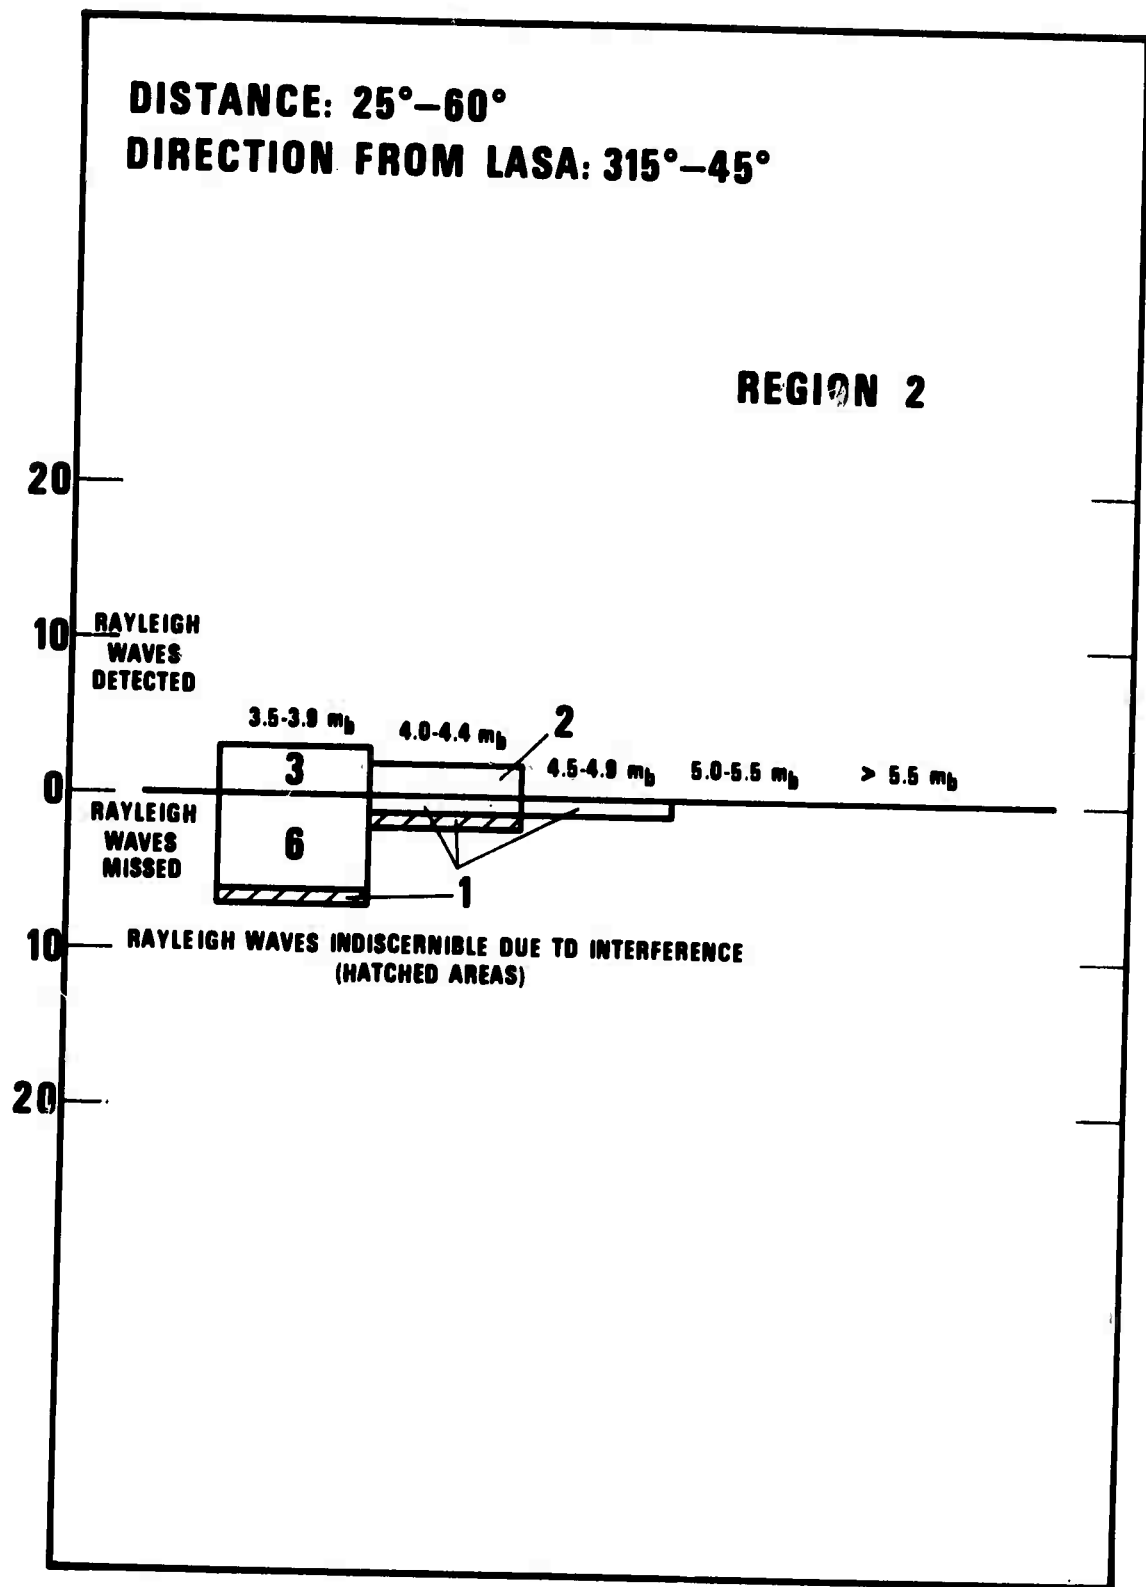 DISTANCE: 25°–60°
DIRECTION FROM LASA: 315°–45°
REGION 2
20
10
RAYLEIGH
WAVES
DETECTED
3.5-3.9 mb
4.0-4.4 mb
2
4.5-4.9 mb
5.0-5.5 mb
> 5.5 mb
3
0
RAYLEIGH
WAVES
MISSED
6
1
10
RAYLEIGH WAVES INDISCERNIBLE DUE TO INTERFERENCE
(HATCHED AREAS)
20